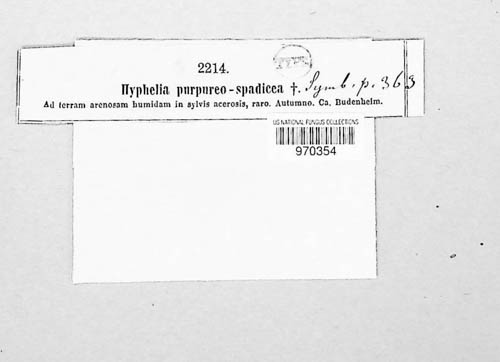 2214.
Hyphelia purpureo-spadicea †. Symb. p. 363
Ad terram arenosam humidam in sylvis acerosis, raro. Autumno. Ca. Budenheim.
US NATIONAL FUNGUS COLLECTIONS
970354